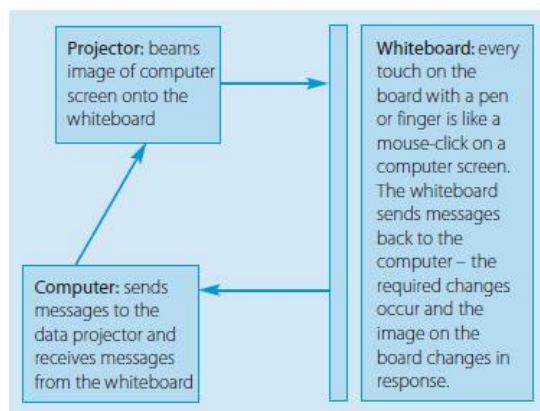 Projector: beams
image of computer
screen onto the
whiteboard
Whiteboard: every
touch on the
board with a pen
or finger is like a
mouse-click on a
computer screen.
The whiteboard
sends messages
back to the
computer – the
required changes
occur and the
image on the
board changes in
response.
Computer: sends
messages to the
data projector and
receives messages
from the whiteboard